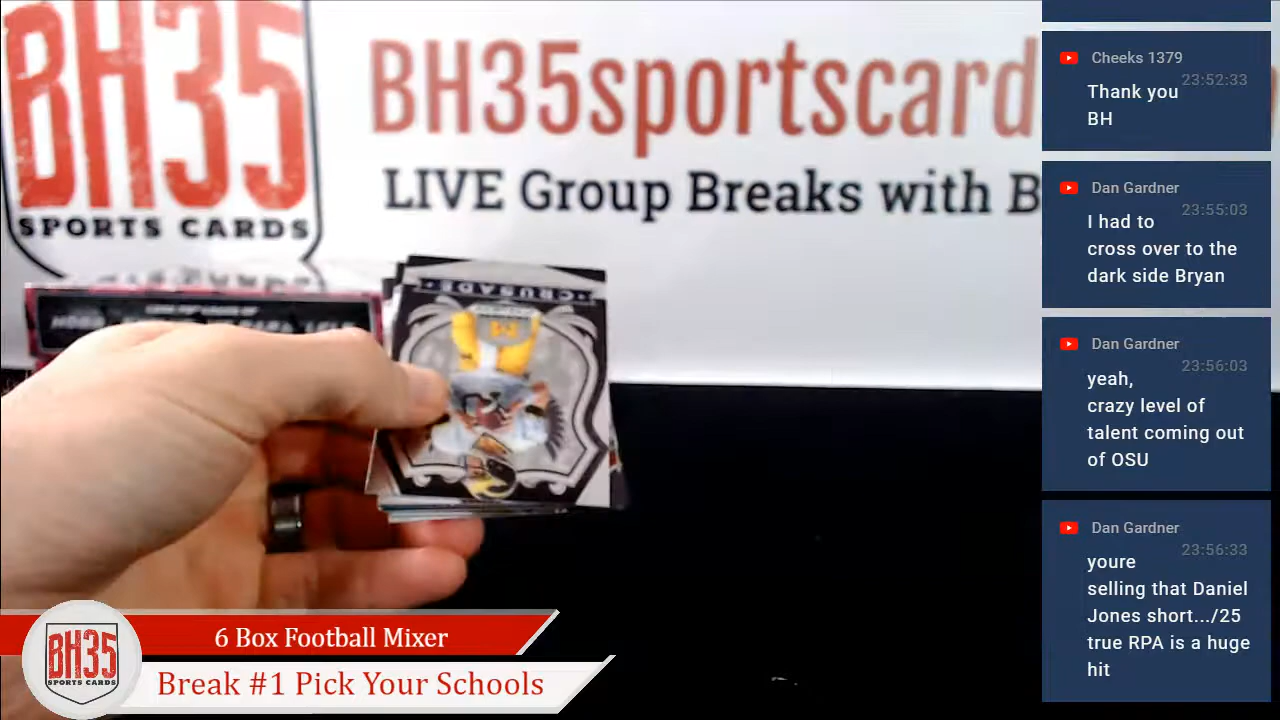 BH35
SPORTS CARDS
BH35sportscard
LIVE Group Breaks with B
CRUSADE
Cheeks 1379
23:52:33
Thank you
BH
Dan Gardner
23:55:03
I had to
cross over to the
dark side Bryan
Dan Gardner
23:56:03
yeah,
crazy level of
talent coming out
of OSU
Dan Gardner
23:56:33
youre
selling that Daniel
Jones short.../25
true RPA is a huge
hit
BH35
SPORTS CARDS
6 Box Football Mixer
Break #1 Pick Your Schools